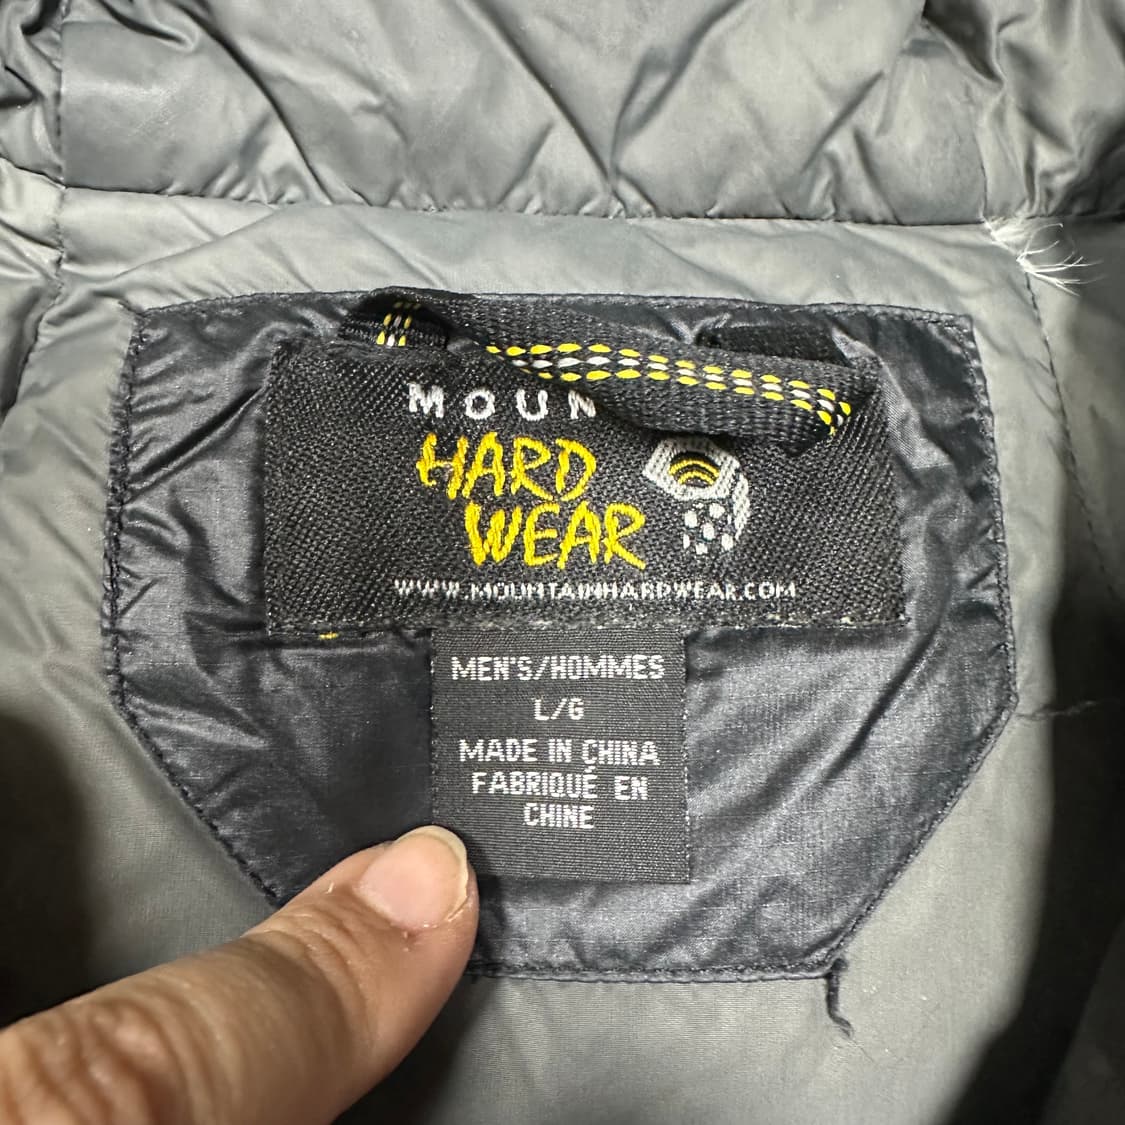 MOUN
HARD
WEAR
WWW.MOUNTAINHARDWEAR.COM
MEN'S/HOMMES
L/G
MADE IN CHINA
FABRIQUÉ EN
CHINE